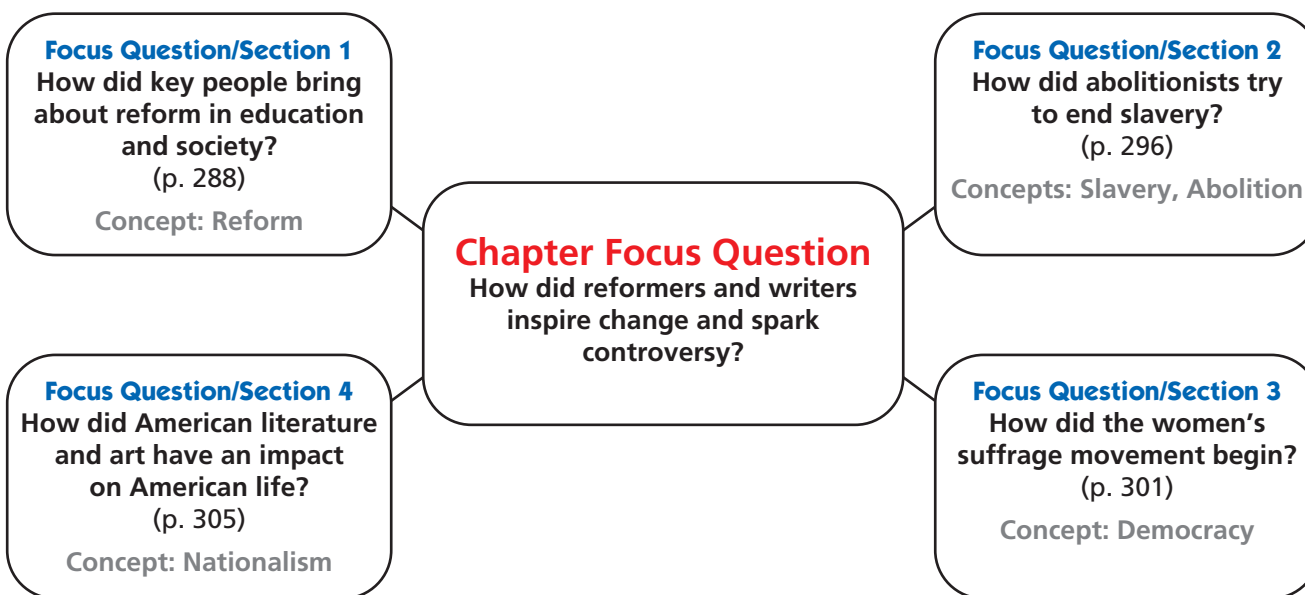 Focus Question/Section 1
How did key people bring
about reform in education
and society?
(p. 288)
Concept: Reform
Focus Question/Section 2
How did abolitionists try
to end slavery?
(p. 296)
Concepts: Slavery, Abolition
Chapter Focus Question
How did reformers and writers
inspire change and spark
controversy?
Focus Question/Section 4
How did American literature
and art have an impact
on American life?
(p. 305)
Concept: Nationalism
Focus Question/Section 3
How did the women’s
suffrage movement begin?
(p. 301)
Concept: Democracy